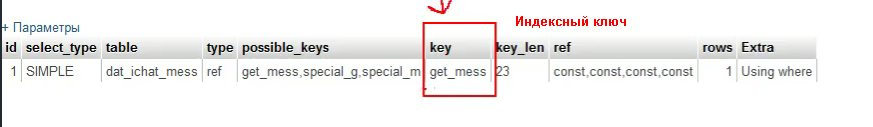 Индексный ключ
+ Параметры
id select_type table type possible_keys key key_len ref rows Extra
1 SIMPLE dat_ichat_mess ref get_mess,special_g,special_m get_mess 23 const,const,const,const 1 Using where